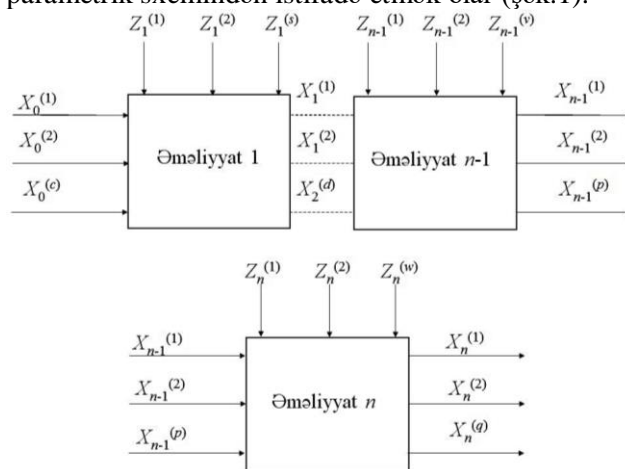 parametrik sxemindən istifadə etmək olar (şək.1).
Z₁⁽¹⁾ Z₁⁽²⁾ Z₁⁽ˢ⁾ Zₙ₋₁⁽¹⁾ Zₙ₋₁⁽²⁾ Zₙ₋₁⁽ᵛ⁾
X₀⁽¹⁾ X₁⁽¹⁾ Xₙ₋₁⁽¹⁾
X₀⁽²⁾ Əməliyyat 1 X₁⁽²⁾ Əməliyyat n-1 Xₙ₋₁⁽²⁾
X₀⁽ᶜ⁾ X₂⁽ᵈ⁾ Xₙ₋₁⁽ᵖ⁾
Zₙ⁽¹⁾ Zₙ⁽²⁾ Zₙ⁽ʷ⁾
Xₙ₋₁⁽¹⁾ Xₙ⁽¹⁾
Xₙ₋₁⁽²⁾ Əməliyyat n Xₙ⁽²⁾
Xₙ₋₁⁽ᵖ⁾ Xₙ⁽q⁾